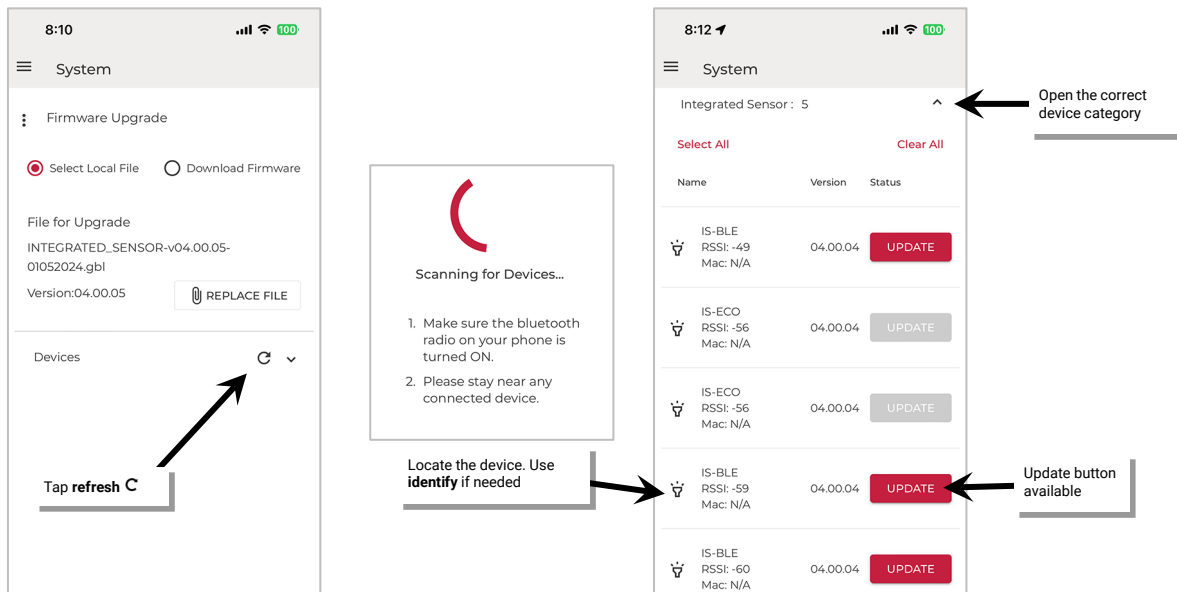 8:10
100
System
Firmware Upgrade
Select Local File
Download Firmware
File for Upgrade
INTEGRATED_SENSOR-v04.00.05-
01052024.gbl
Version:04.00.05
REPLACE FILE
Devices
Tap refresh
Scanning for Devices...
1. Make sure the bluetooth
radio on your phone is
turned ON.
2. Please stay near any
connected device.
Locate the device. Use
identify if needed
8:12
100
System
Integrated Sensor : 5
Select All
Clear All
Name
Version
Status
IS-BLE
RSSI: -49
Mac: N/A
04.00.04
UPDATE
IS-ECO
RSSI: -56
Mac: N/A
04.00.04
UPDATE
IS-ECO
RSSI: -56
Mac: N/A
04.00.04
UPDATE
IS-BLE
RSSI: -59
Mac: N/A
04.00.04
UPDATE
IS-BLE
RSSI: -60
Mac: N/A
04.00.04
UPDATE
Open the correct
device category
Update button
available